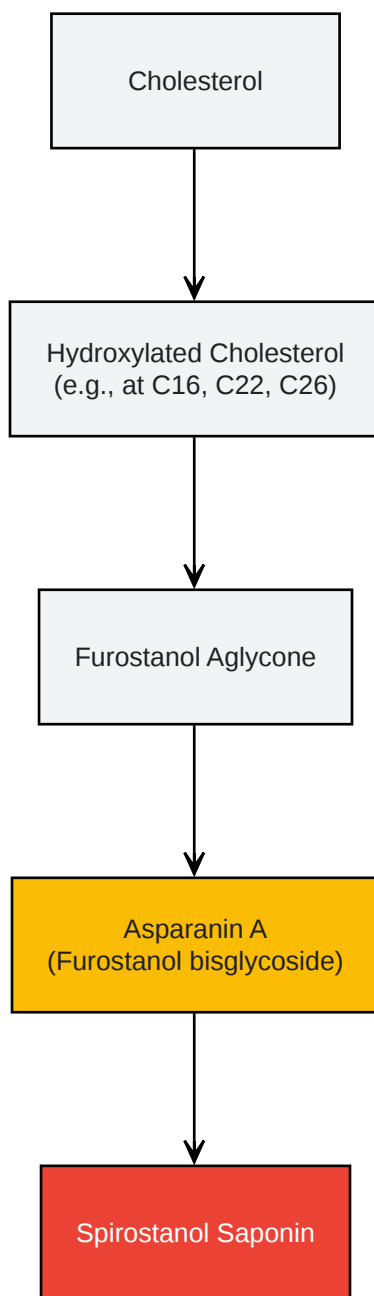 Cholesterol
Hydroxylated Cholesterol
(e.g., at C16, C22, C26)
Furostanol Aglycone
Asparanin A
(Furostanol bisglycoside)
Spirostanol Saponin